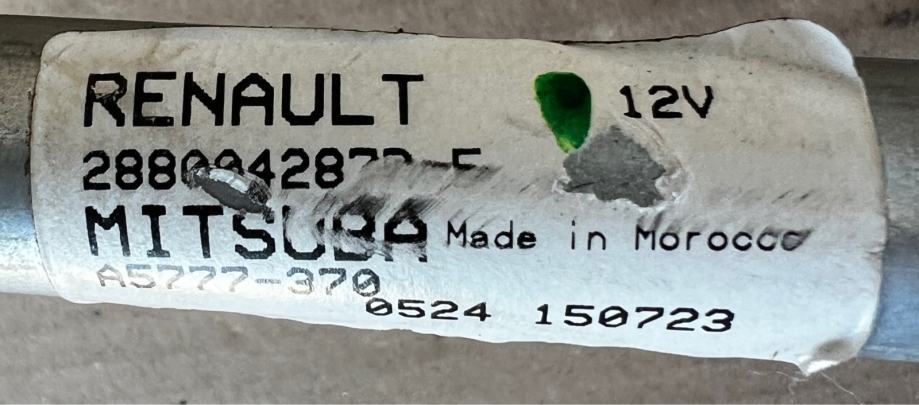 RENAULT 12V
MITSUBA Made in Morocco
A5777-370
0524 150723